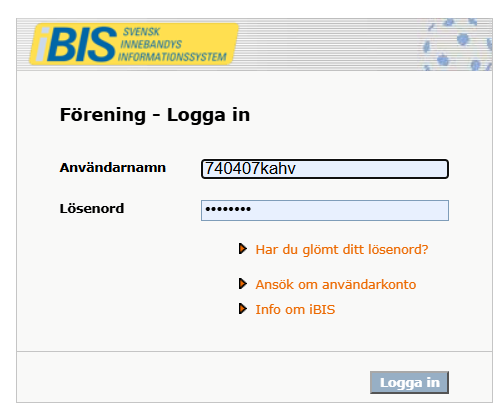 iBIS SVENSK
INNEBANDYS
INFORMATIONSSYSTEM
Förening - Logga in
Användarnamn 740407kahv
Lösenord ••••••••
Har du glömt ditt lösenord?
Ansök om användarkonto
Info om iBIS
Logga in